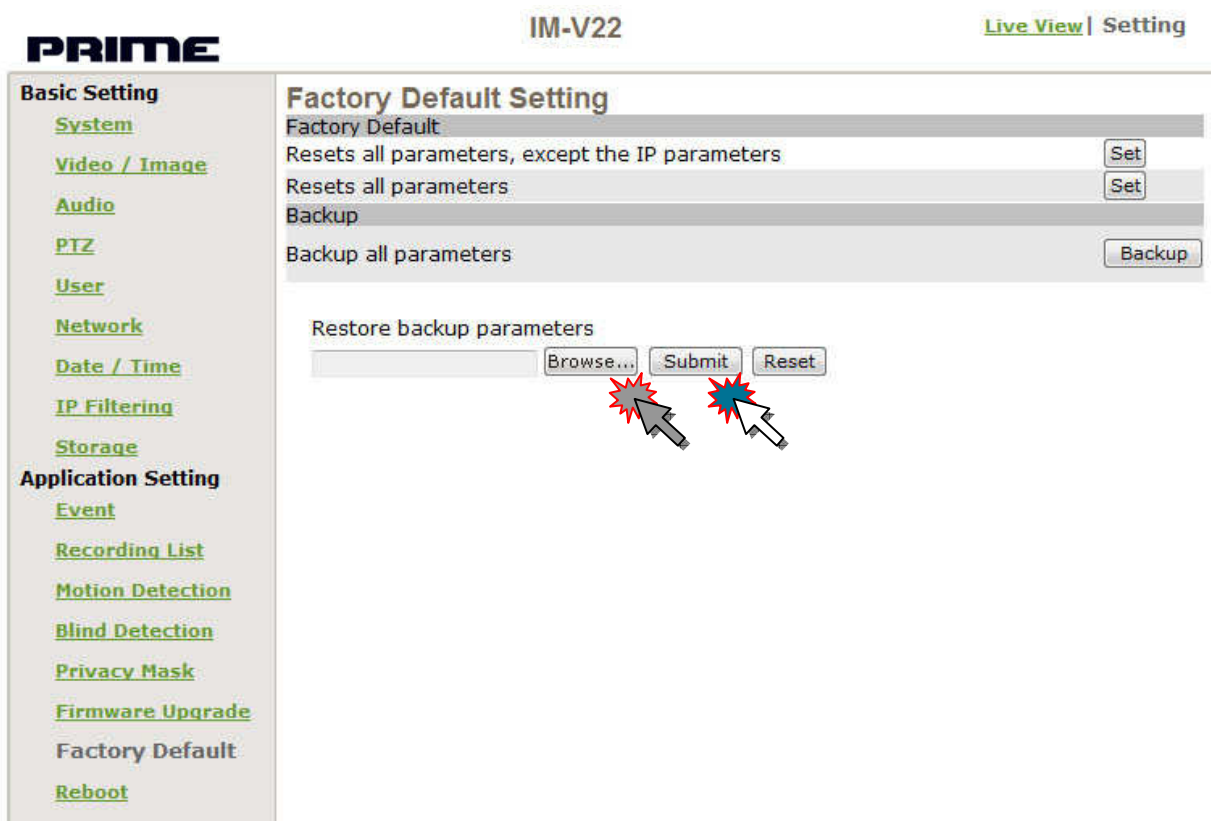 PRIME
IM-V22
Live View| Setting
Basic Setting
System
Video / Image
Audio
PTZ
User
Network
Date / Time
IP Filtering
Storage
Application Setting
Event
Recording List
Motion Detection
Blind Detection
Privacy Mask
Firmware Upgrade
Factory Default
Reboot
Factory Default Setting
Factory Default
Resets all parameters, except the IP parameters Set
Resets all parameters Set
Backup
Backup all parameters Backup
Restore backup parameters
Browse... Submit Reset